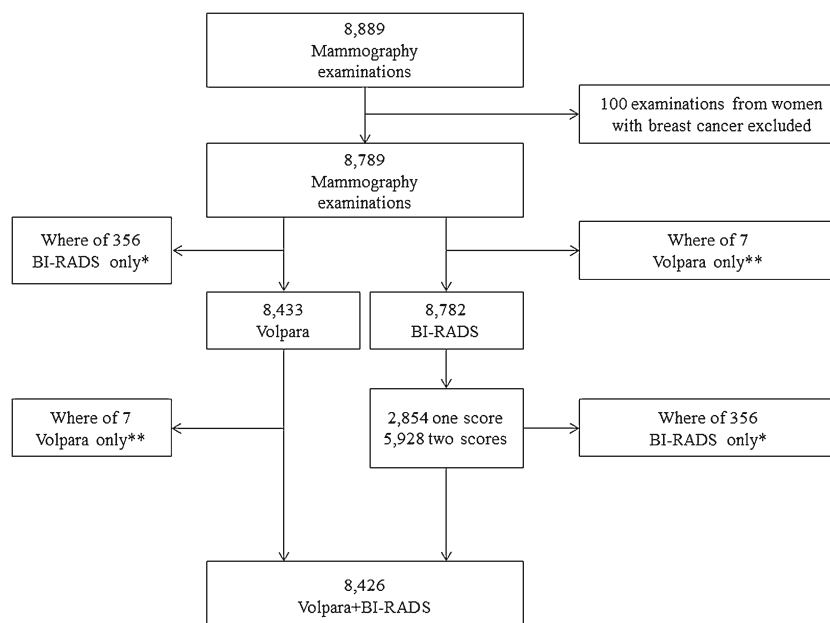 8,889
Mammography
examinations
100 examinations from women
with breast cancer excluded
8,789
Mammography
examinations
Where of 356
BI-RADS only*
Where of 7
Volpara only**
8,433
Volpara
8,782
BI-RADS
Where of 7
Volpara only**
2,854 one score
5,928 two scores
Where of 356
BI-RADS only*
8,426
Volpara+BI-RADS